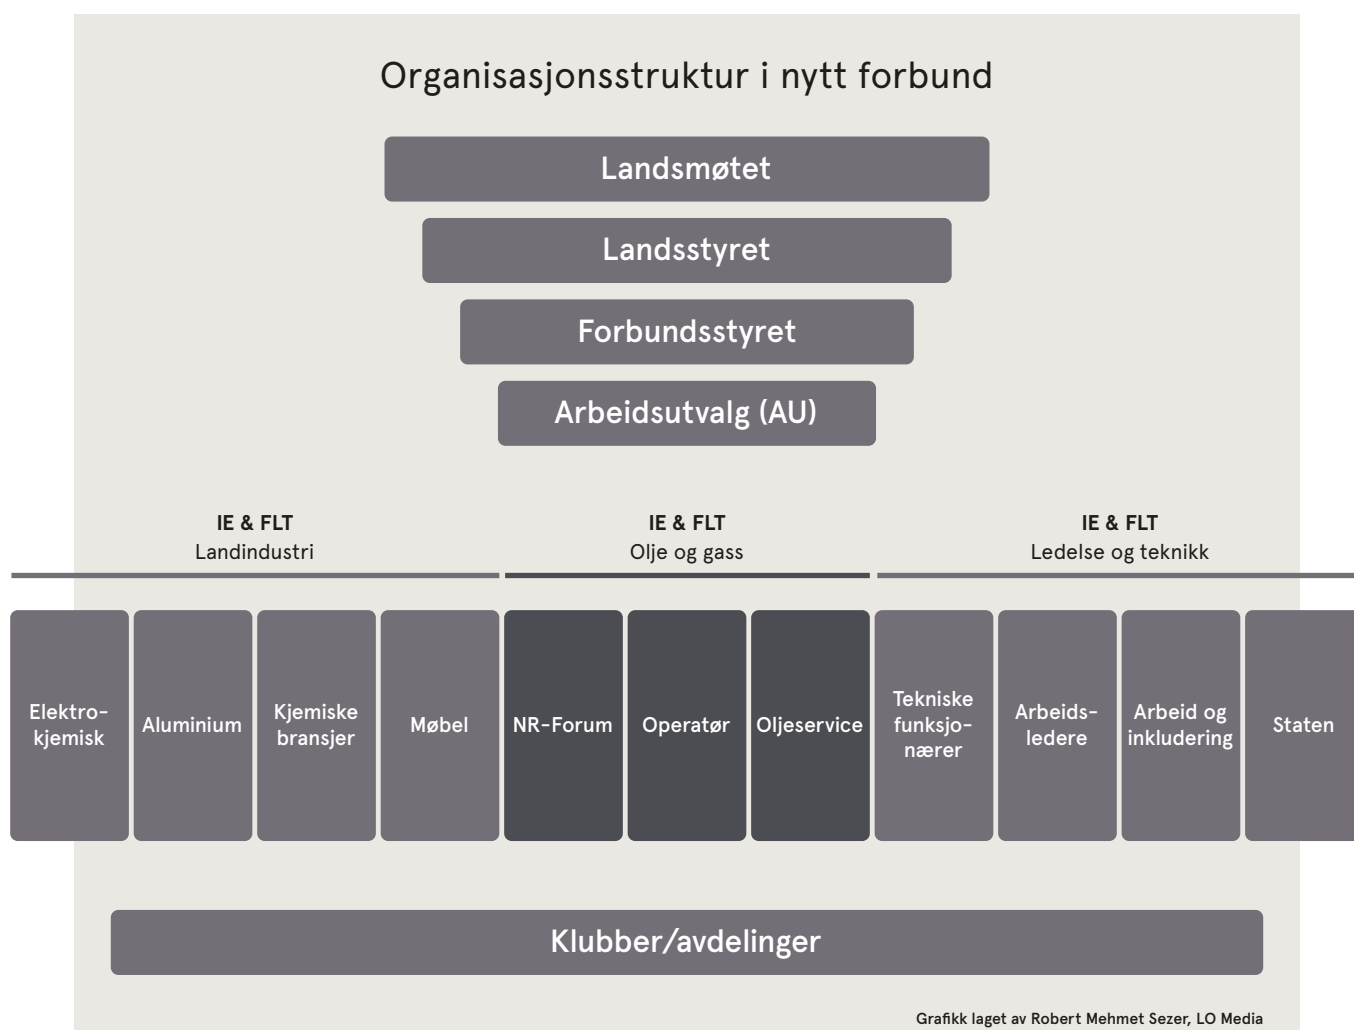 Organisasjonsstruktur i nytt forbund
Landsmøtet
Landsstyret
Forbundsstyret
Arbeidsutvalg (AU)
IE & FLT
Landindustri
IE & FLT
Olje og gass
IE & FLT
Ledelse og teknikk
Elektro-
kjemisk
Aluminium
Kjemiske
bransjer
Møbel
NR-Forum
Operatør
Oljeservice
Tekniske
funksjo-
nærer
Arbeids-
ledere
Arbeid og
inkludering
Staten
Klubber/avdelinger
Grafikk laget av Robert Mehmet Sezer, LO Media